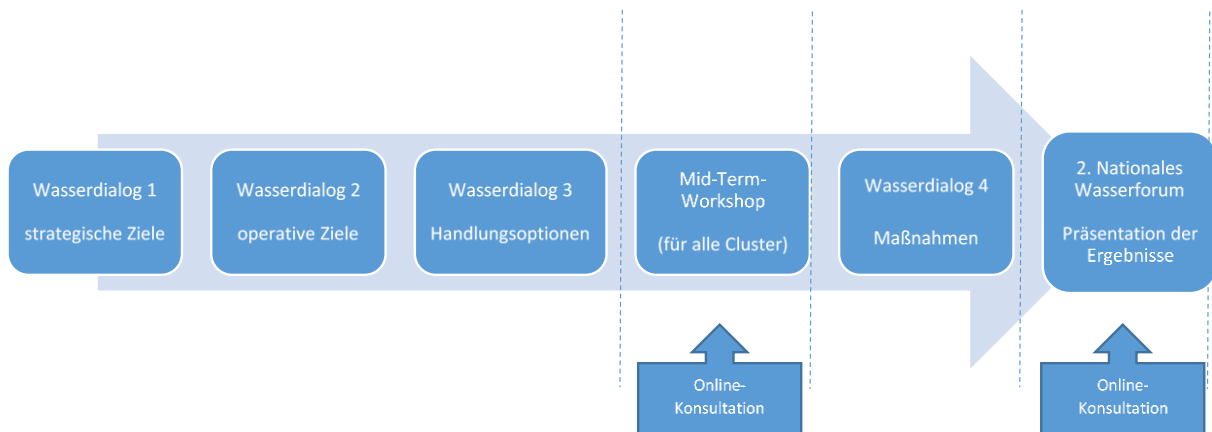 Wasserdialog 1
strategische Ziele
Wasserdialog 2
operative Ziele
Wasserdialog 3
Handlungsoptionen
Mid-Term-
Workshop
(für alle Cluster)
Wasserdialog 4
Maßnahmen
2. Nationales
Wasserforum
Präsentation der
Ergebnisse
Online-
Konsultation
Online-
Konsultation